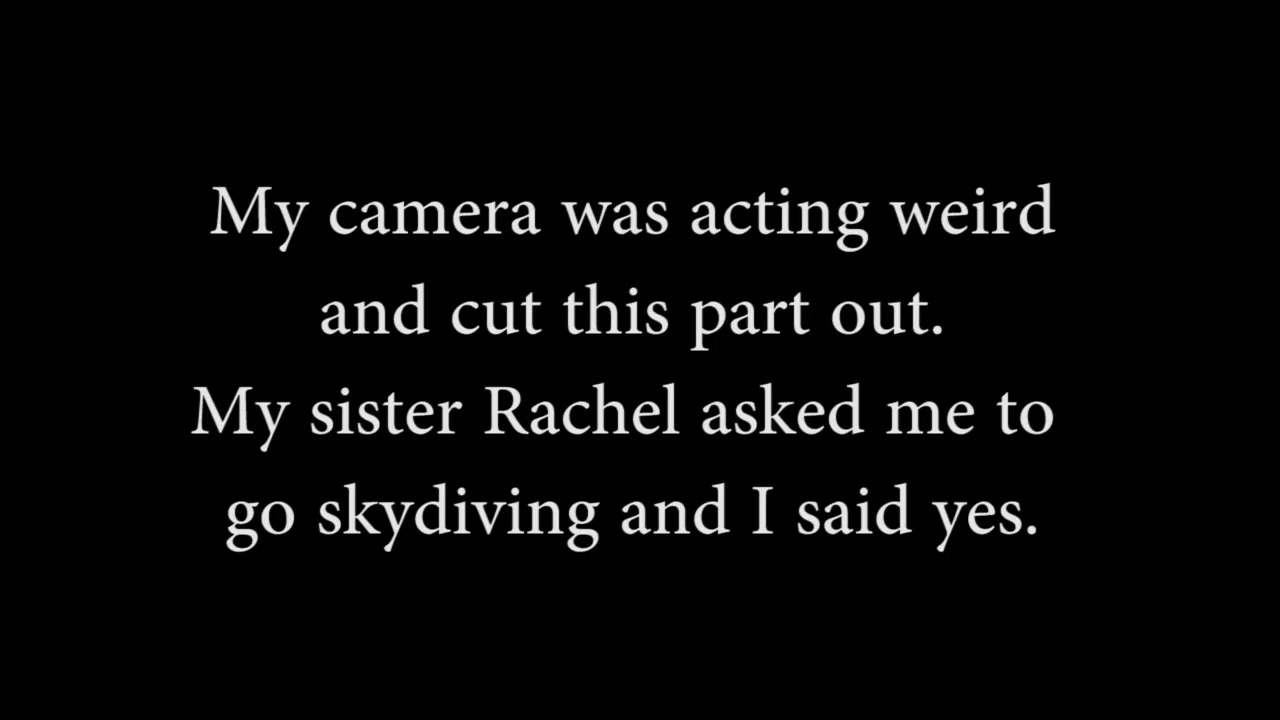 My camera was acting weird
and cut this part out.
My sister Rachel asked me to
go skydiving and I said yes.